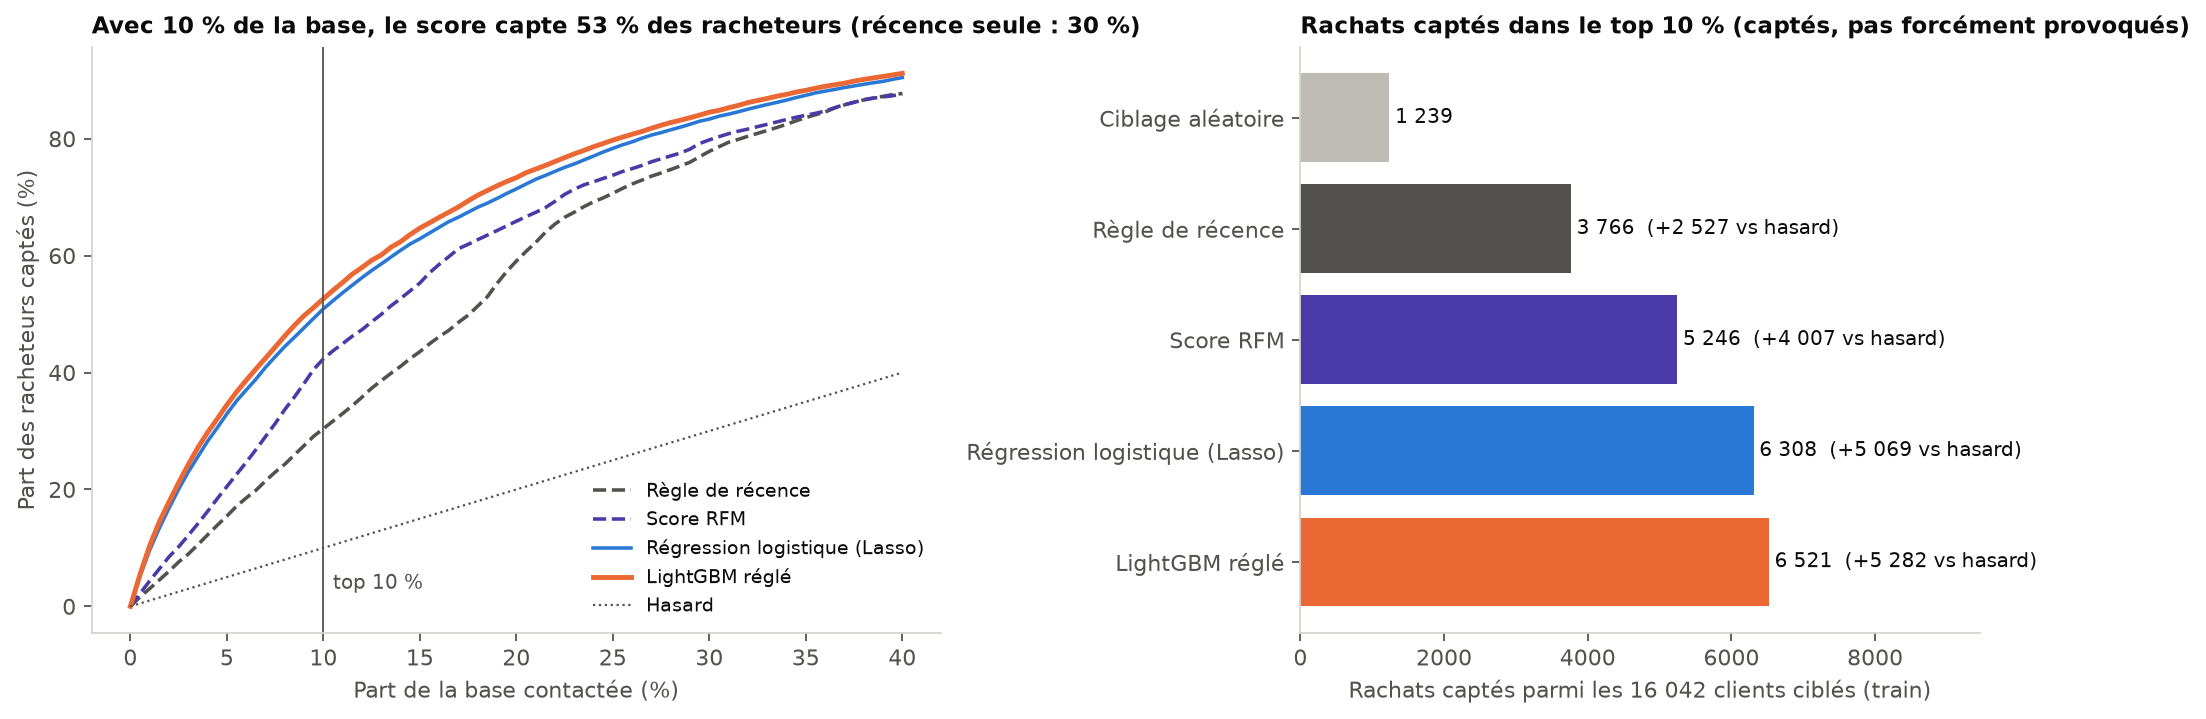 Avec 10 % de la base, le score capte 53 % des racheteurs (récence seule : 30 %)
Part des racheteurs captés (%)
80
60
40
20
0
top 10 %
Règle de récence
Score RFM
Régression logistique (Lasso)
LightGBM réglé
Hasard
0 5 10 15 20 25 30 35 40
Part de la base contactée (%)
Rachats captés dans le top 10 % (captés, pas forcément provoqués)
Ciblage aléatoire 1 239
Règle de récence 3 766 (+2 527 vs hasard)
Score RFM 5 246 (+4 007 vs hasard)
Régression logistique (Lasso) 6 308 (+5 069 vs hasard)
LightGBM réglé 6 521 (+5 282 vs hasard)
0 2000 4000 6000 8000
Rachats captés parmi les 16 042 clients ciblés (train)